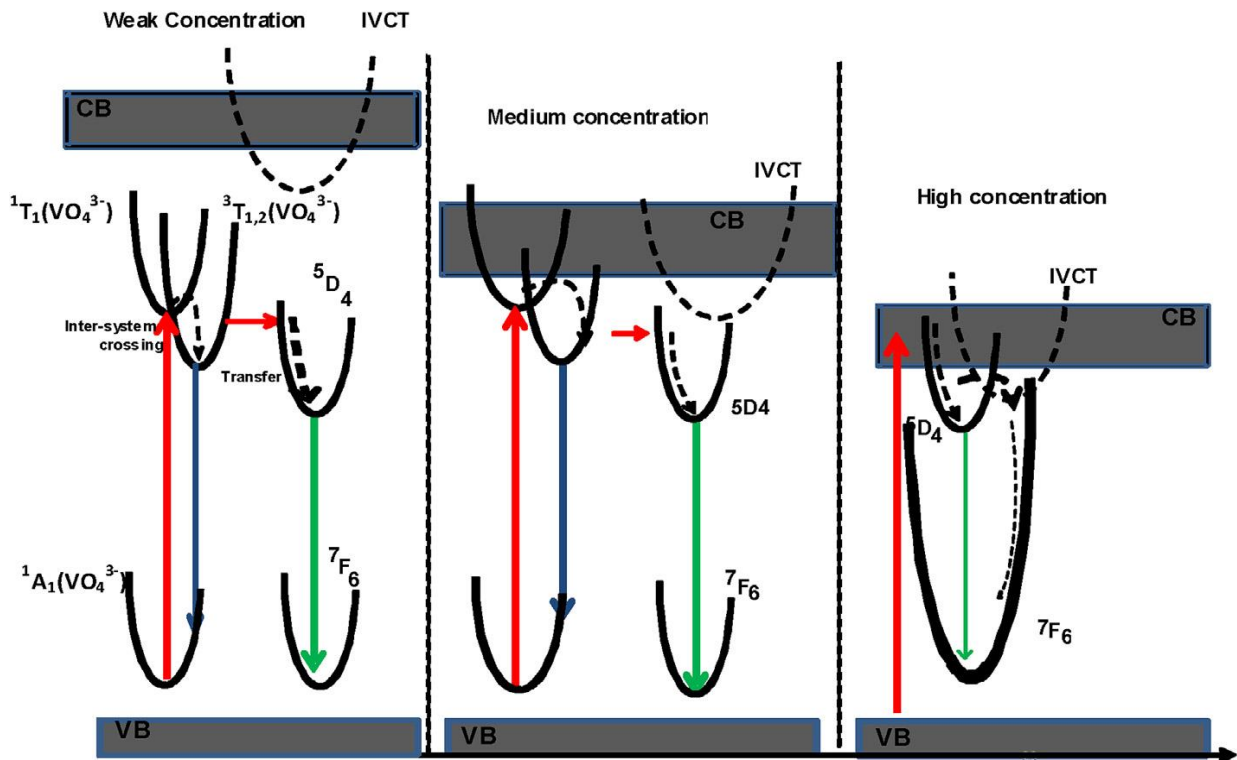 Weak Concentration
IVCT
CB
¹T₁(VO₄³⁻)
³T₁,₂(VO₄³⁻)
⁵D₄
Inter-system
crossing
Transfer
¹A₁(VO₄³⁻)
⁷F₆
VB
Medium concentration
IVCT
CB
5D4
⁷F₆
VB
High concentration
IVCT
CB
5D₄
7F₆
VB